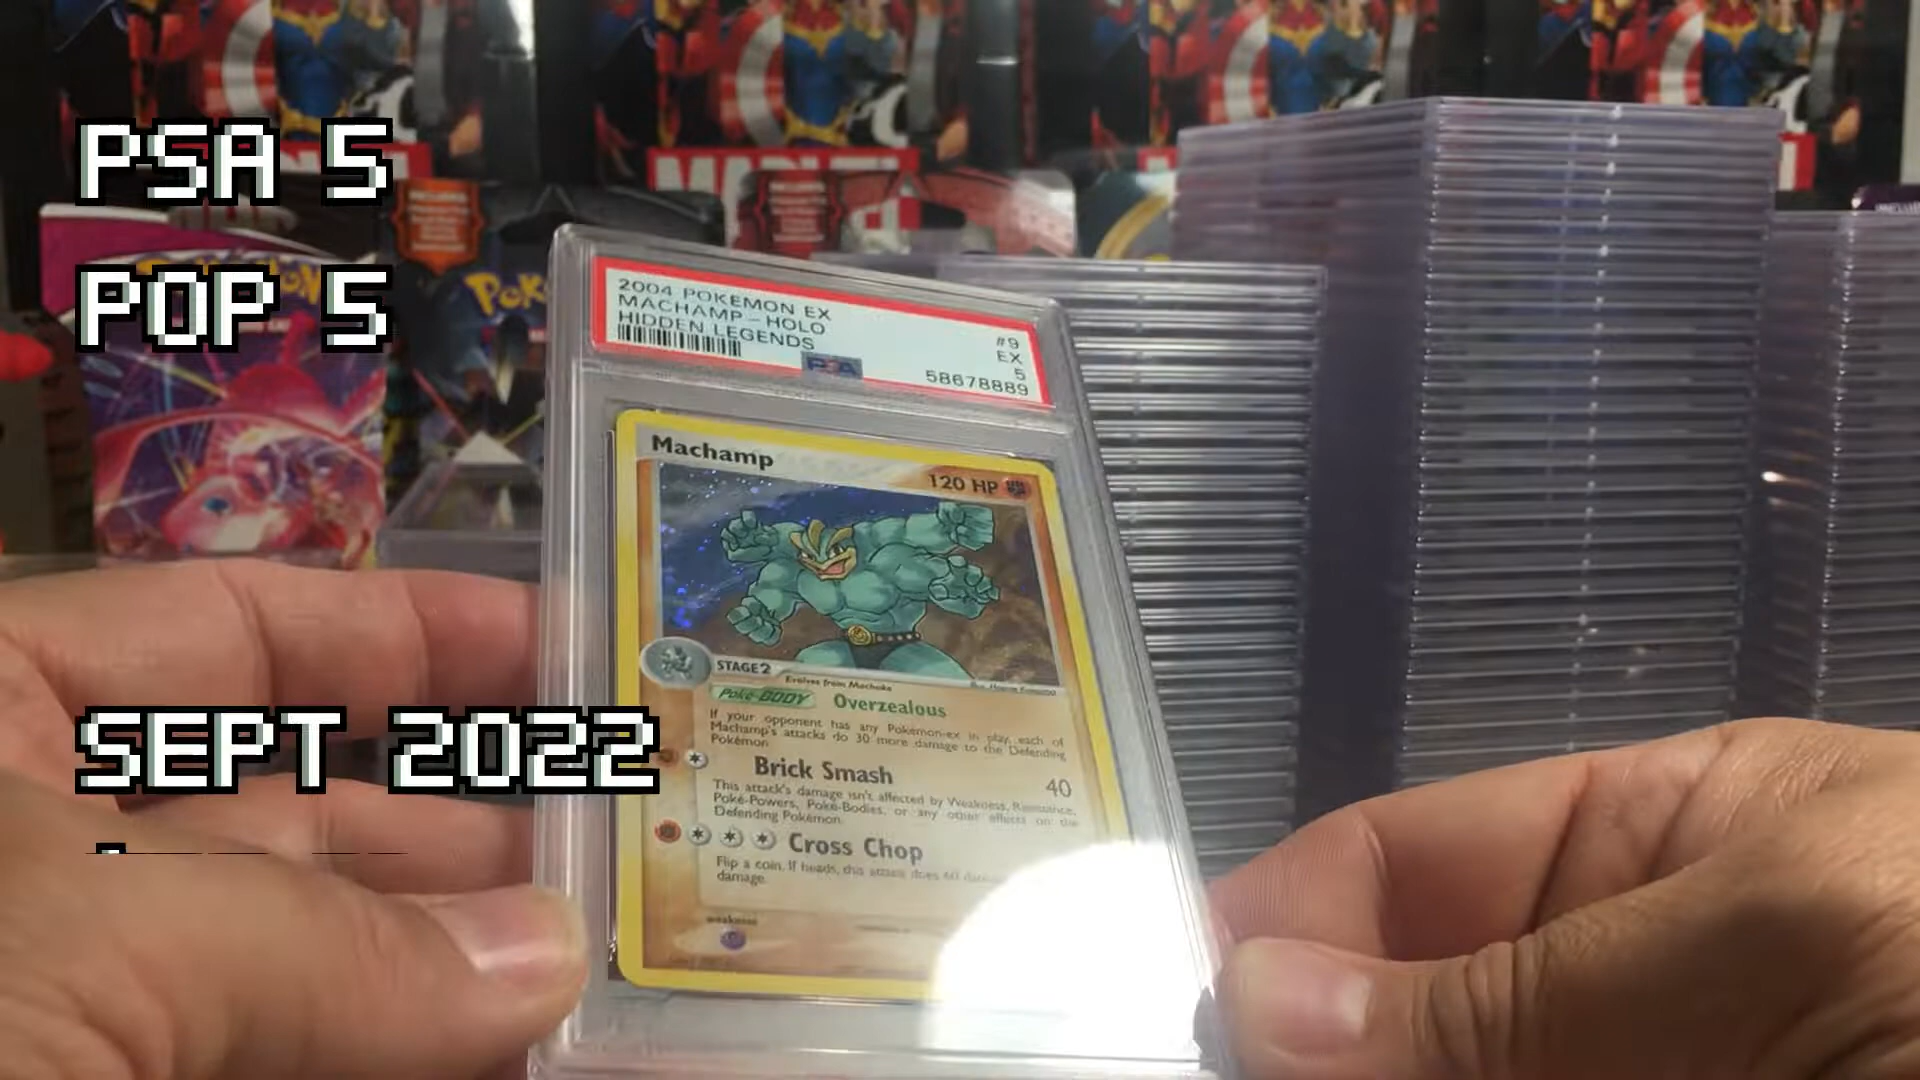 PSA 5
POP 5
SEPT 2022
2004 POKEMON EX
MACHAMP - HOLO
HIDDEN LEGENDS
#9
EX
5
PSA
58678889
Machamp
120 HP
STAGE 2
Evolves from Machoke
Poké-BODY Overzealous
If your opponent has any Pokémon-ex in play, each of
Machamp's attacks do 30 more damage to the Defending
Pokémon.
Brick Smash 40
This attack's damage isn't affected by Weakness, Resistance,
Poké-Powers, Poké-Bodies, or any other effects on the
Defending Pokémon.
Cross Chop
Flip a coin. If heads, this attack does 40
damage.
weakness
MARVEL